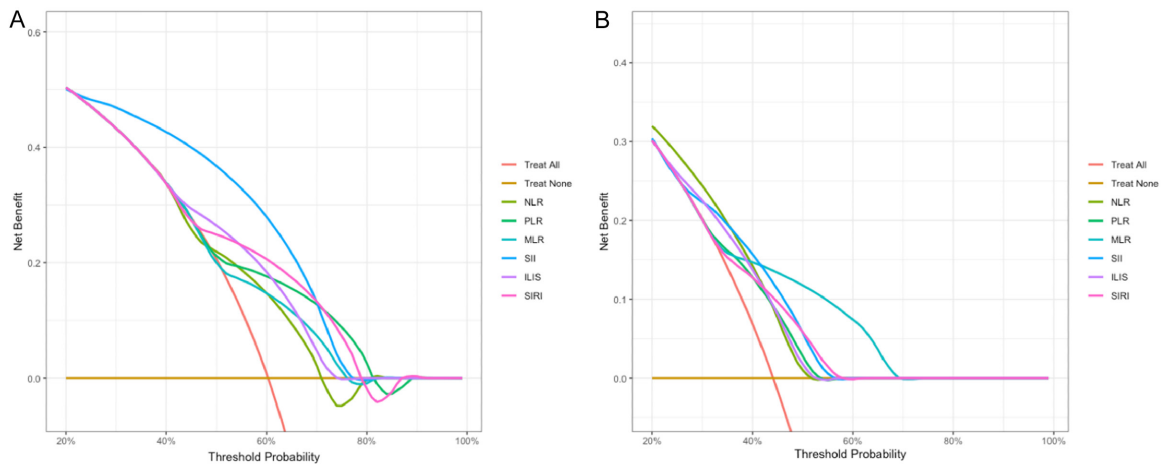 A
0.6
0.4
0.2
0.0
Net Benefit
20%
40%
60%
80%
100%
Threshold Probability
Treat All
Treat None
NLR
PLR
MLR
SII
ILIS
SIRI
B
0.4
0.3
0.2
0.1
0.0
Net Benefit
20%
40%
60%
80%
100%
Threshold Probability
Treat All
Treat None
NLR
PLR
MLR
SII
ILIS
SIRI